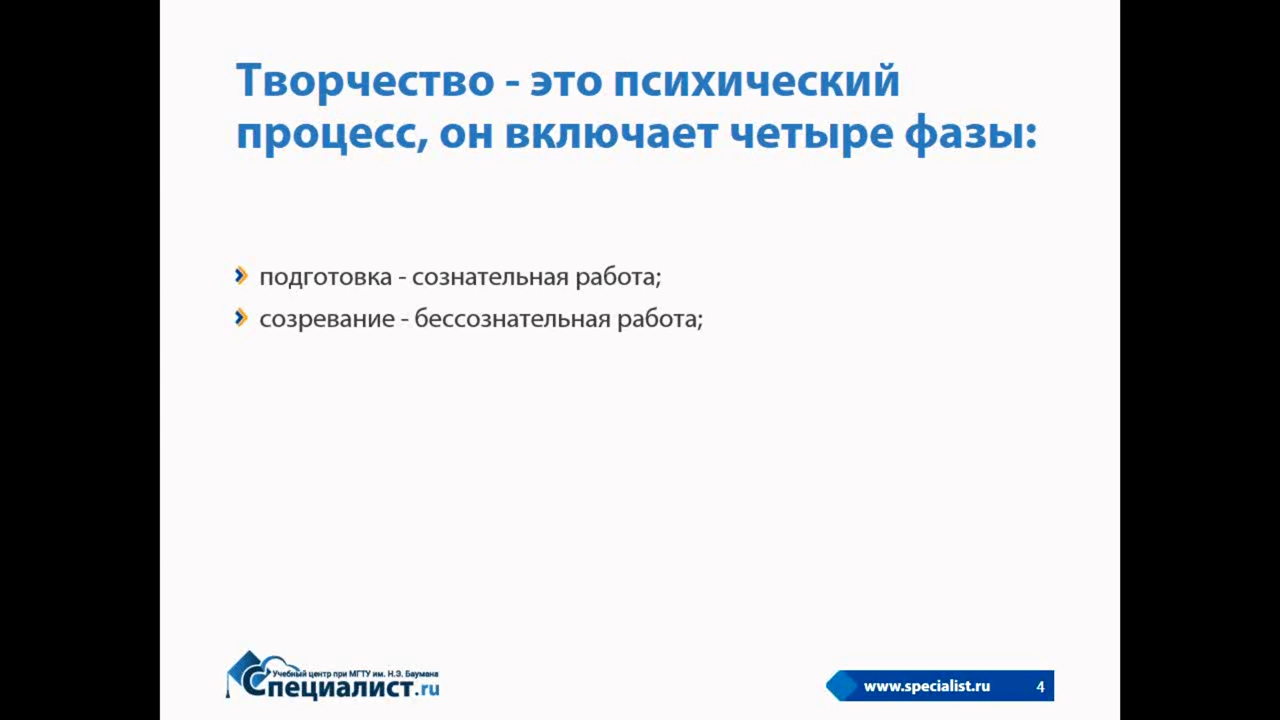 Творчество - это психический
процесс, он включает четыре фазы:
подготовка - сознательная работа;
созревание - бессознательная работа;
Учебный центр при МГТУ им. Н.Э. Баумана
Специалист.ru
www.specialist.ru 4